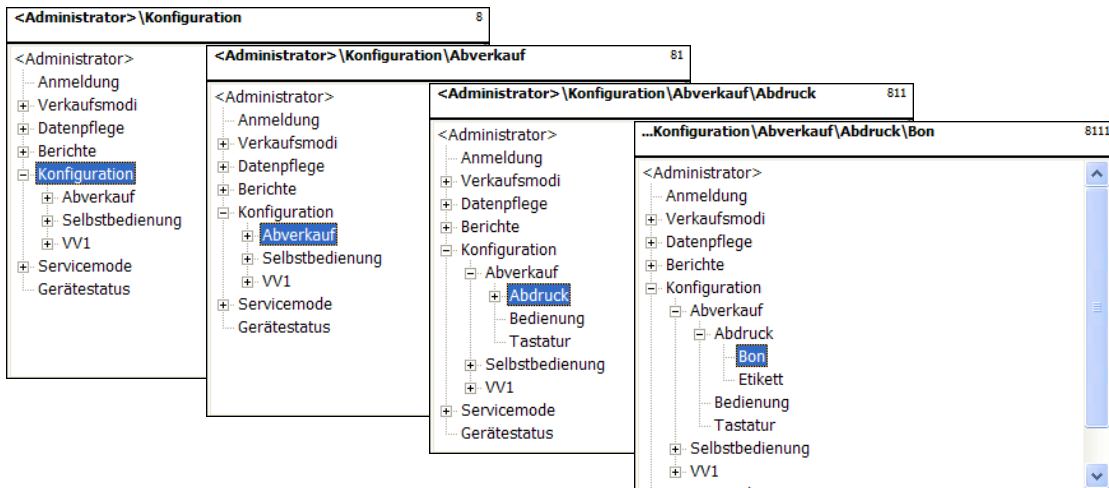 <Administrator>\Konfiguration 8
<Administrator>
Anmeldung
Verkaufsmodi
Datenpflege
Berichte
Konfiguration
Abverkauf
Selbstbedienung
VV1
Servicemode
Gerätestatus
<Administrator>\Konfiguration\Abverkauf 81
<Administrator>
Anmeldung
Verkaufsmodi
Datenpflege
Berichte
Konfiguration
Abverkauf
Selbstbedienung
VV1
Servicemode
Gerätestatus
<Administrator>\Konfiguration\Abverkauf\Abdruck 811
<Administrator>
Anmeldung
Verkaufsmodi
Datenpflege
Berichte
Konfiguration
Abverkauf
Abdruck
Bedienung
Tastatur
Selbstbedienung
VV1
Servicemode
Gerätestatus
...Konfiguration\Abverkauf\Abdruck\Bon 8111
<Administrator>
Anmeldung
Verkaufsmodi
Datenpflege
Berichte
Konfiguration
Abverkauf
Abdruck
Bon
Etikett
Bedienung
Tastatur
Selbstbedienung
VV1